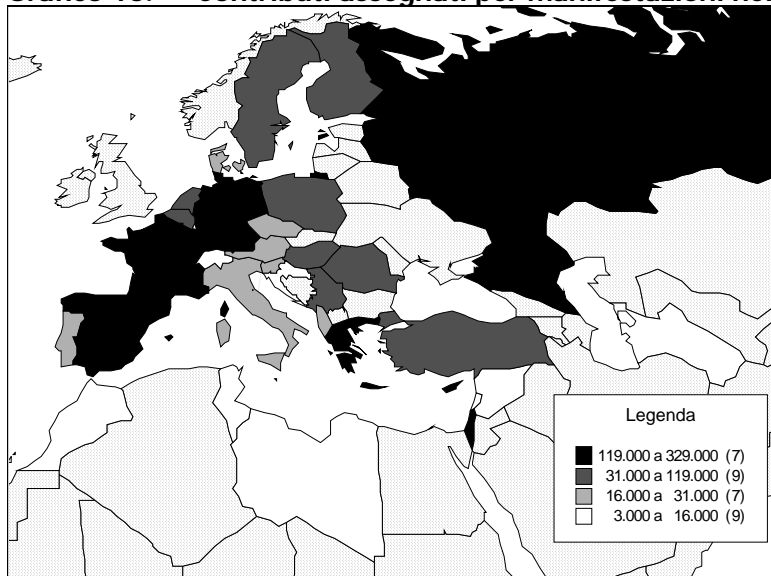 Grafico contributi assegnati per manifestazioni
Legenda
119.000 a 329.000 (7)
31.000 a 119.000 (9)
16.000 a 31.000 (7)
3.000 a 16.000 (9)